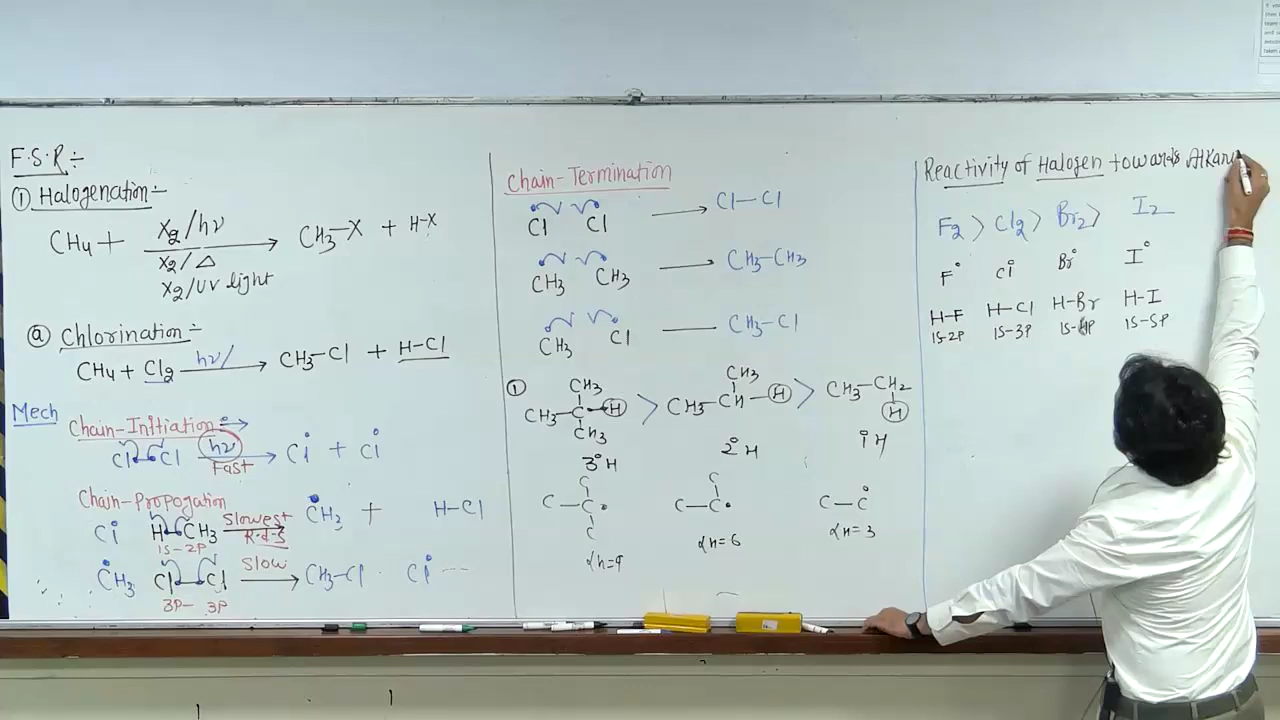 F.S.R÷
① Halogenation÷
CH4 + X2/hν → CH3-X + H-X
X2/Δ
X2/UV light
ⓐ Chlorination÷
CH4 + Cl2 hν/ → CH3-Cl + H-Cl
Mech
Chain-Initiation÷
Cl-Cl hν → Cl• + Cl•
Fast
Chain-Propogation
Cl• H-CH3 Slowest → •CH3 + H-Cl
1S-2P R.d.S
•CH3 Cl-Cl Slow → CH3-Cl . Cl• ---
3P-3P
Chain-Termination
•Cl •Cl → Cl-Cl
•CH3 •CH3 → CH3-CH3
•CH3 •Cl — CH3-Cl
① CH3 CH3
CH3-C-H > CH3-CH-H > CH3-CH2
CH3 H
3°H 2°H 1°H
C C
C-C• C-C• C-C•
C
αH=9 αH=6 αH=3
Reactivity of Halogen towards
F2 > Cl2 > Br2 > I2
F• Cl• Br• I•
H-F H-Cl H-Br H-I
1S-2P 1S-3P 1S-4P 1S-5P